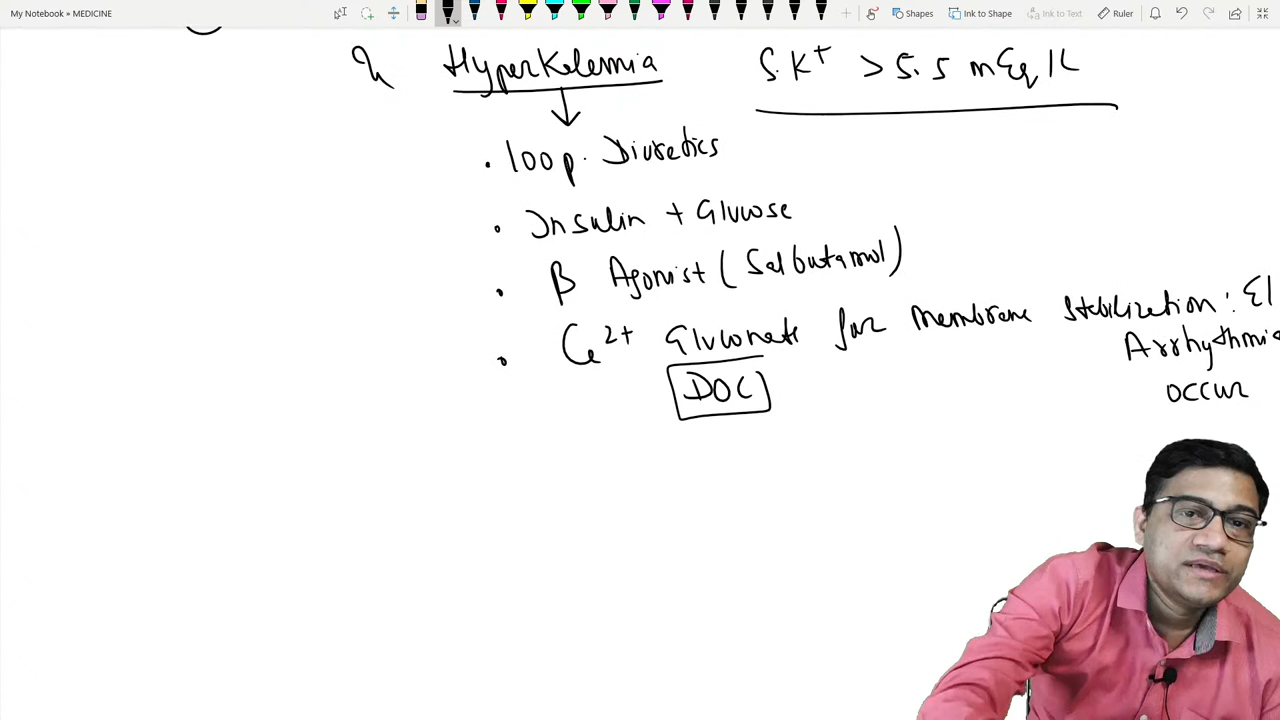 My Notebook » MEDICINE
Shapes Ink to Shape Ink to Text Ruler
Hyperkalemia S.K+ > 5.5 mEq/L
• loop. Diuretics
• Insulin + Glucose
• β Agonist (Salbutamol)
• Ca2+ Gluconate for Membrane Stabilization :
DOC
Arrhythmia
occur